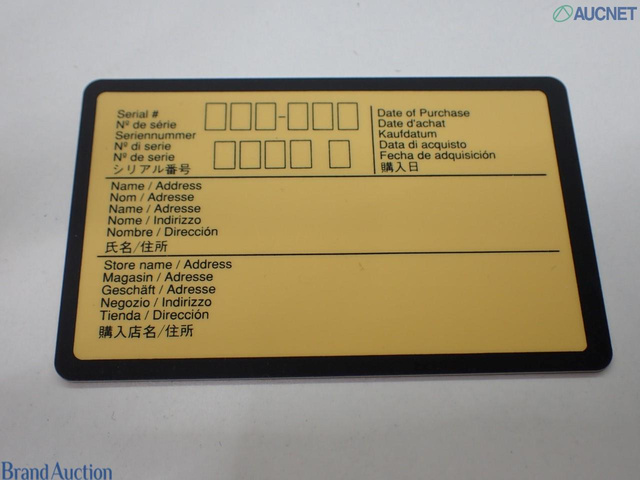 AUCNET
Serial #
Nº de série
Seriennummer
Nº di serie
Nº de serie
シリアル番号
Date of Purchase
Date d'achat
Kaufdatum
Data di acquisto
Fecha de adquisición
購入日
Name / Address
Nom / Adresse
Name / Adresse
Nome / Indirizzo
Nombre / Dirección
氏名/住所
Store name / Address
Magasin / Adresse
Geschäft / Adresse
Negozio / Indirizzo
Tienda / Dirección
購入店名/住所
Brand Auction